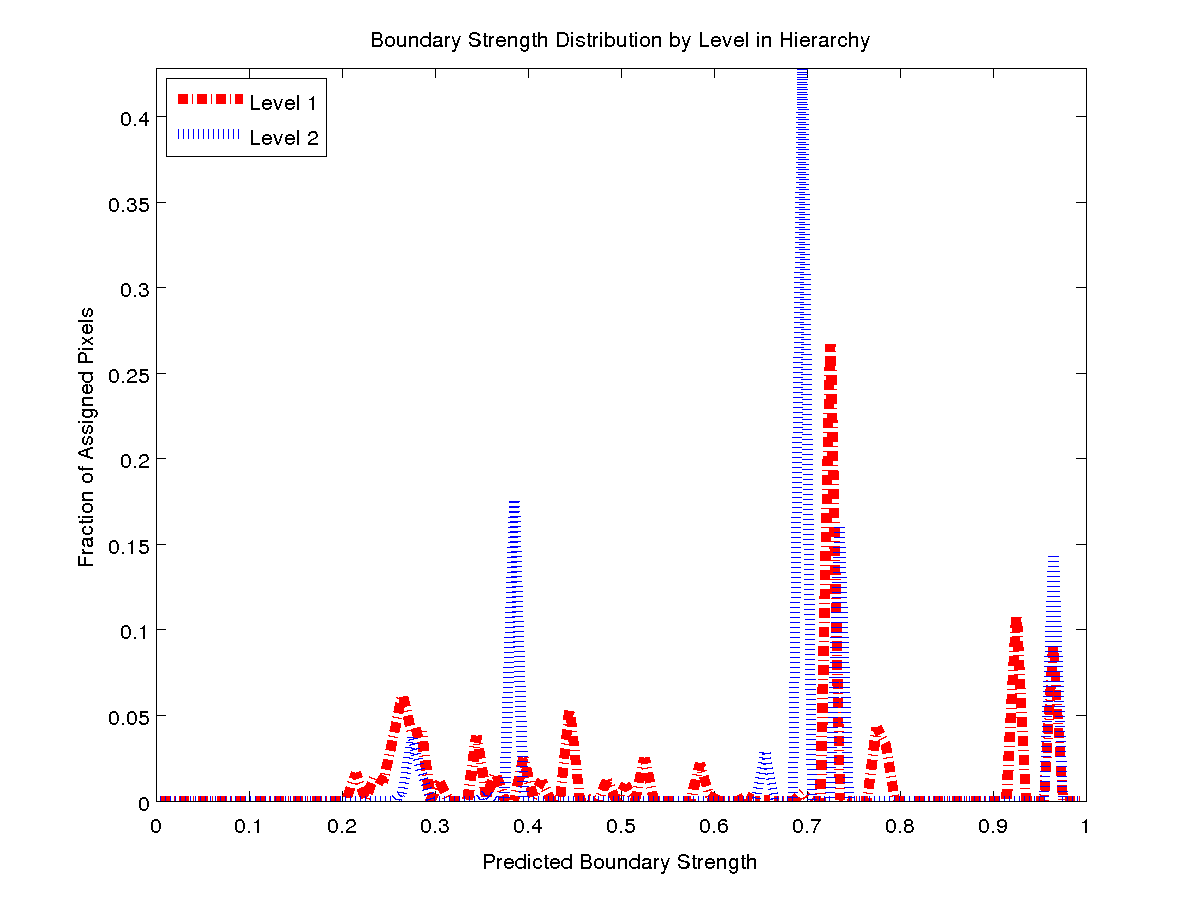 Boundary Strength Distribution by Level in Hierarchy
Level 1
Level 2
0.4
0.35
0.3
0.25
0.2
0.15
0.1
0.05
0
Fraction of Assigned Pixels
0 0.1 0.2 0.3 0.4 0.5 0.6 0.7 0.8 0.9 1
Predicted Boundary Strength